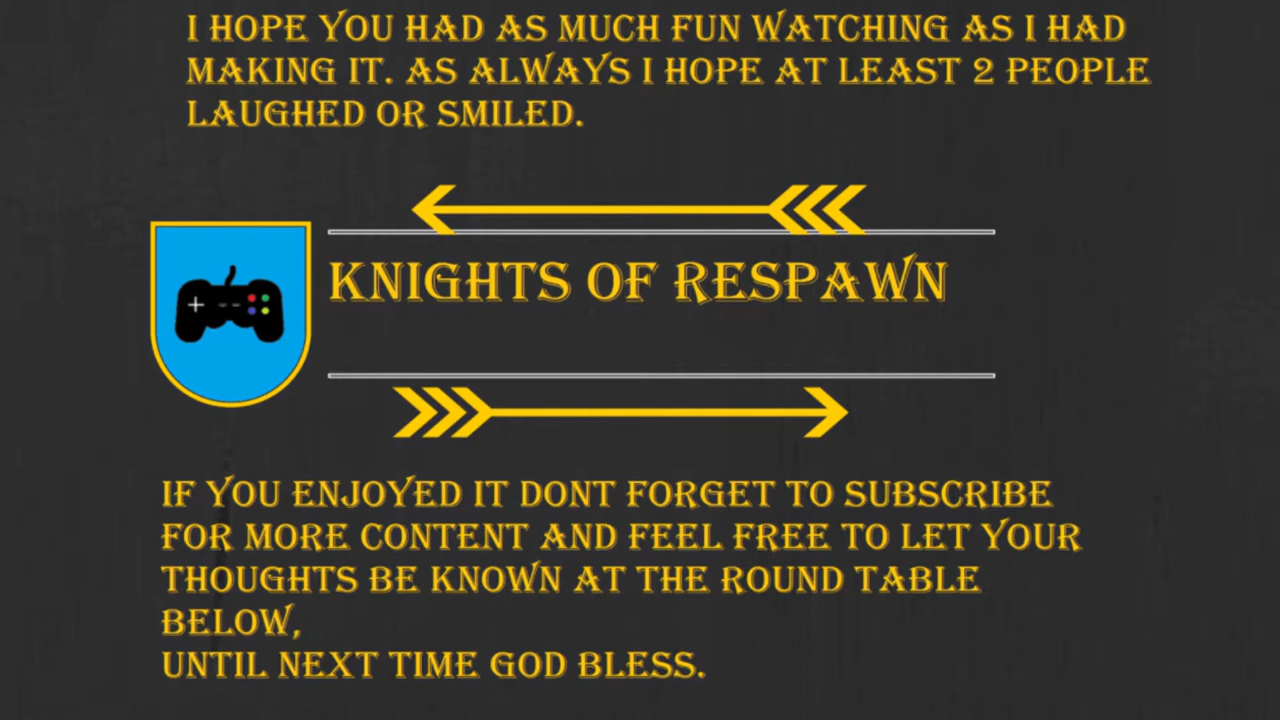 I HOPE YOU HAD AS MUCH FUN WATCHING AS I HAD
MAKING IT. AS ALWAYS I HOPE AT LEAST 2 PEOPLE
LAUGHED OR SMILED.
KNIGHTS OF RESPAWN
IF YOU ENJOYED IT DONT FORGET TO SUBSCRIBE
FOR MORE CONTENT AND FEEL FREE TO LET YOUR
THOUGHTS BE KNOWN AT THE ROUND TABLE
BELOW,
UNTIL NEXT TIME GOD BLESS.